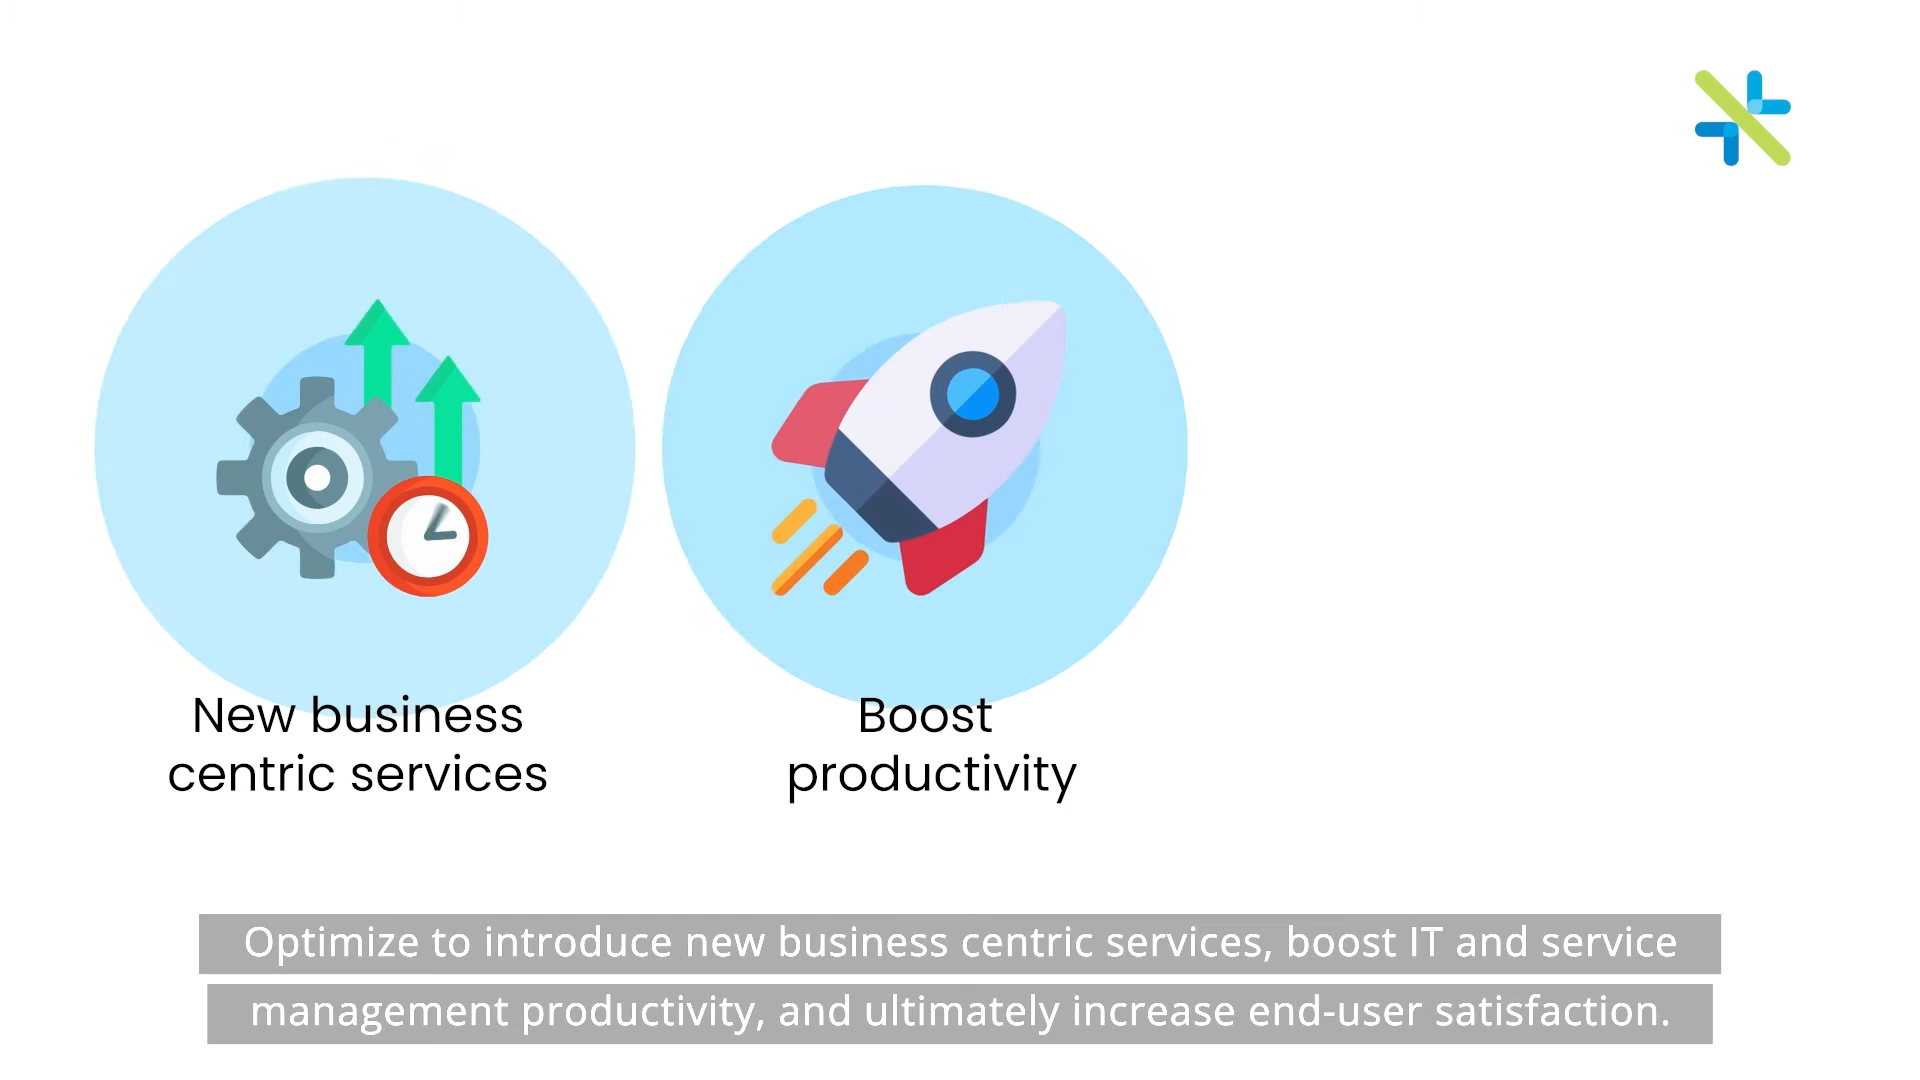 New business
centric services
Boost
productivity
Optimize to introduce new business centric services, boost IT and service
management productivity, and ultimately increase end-user satisfaction.